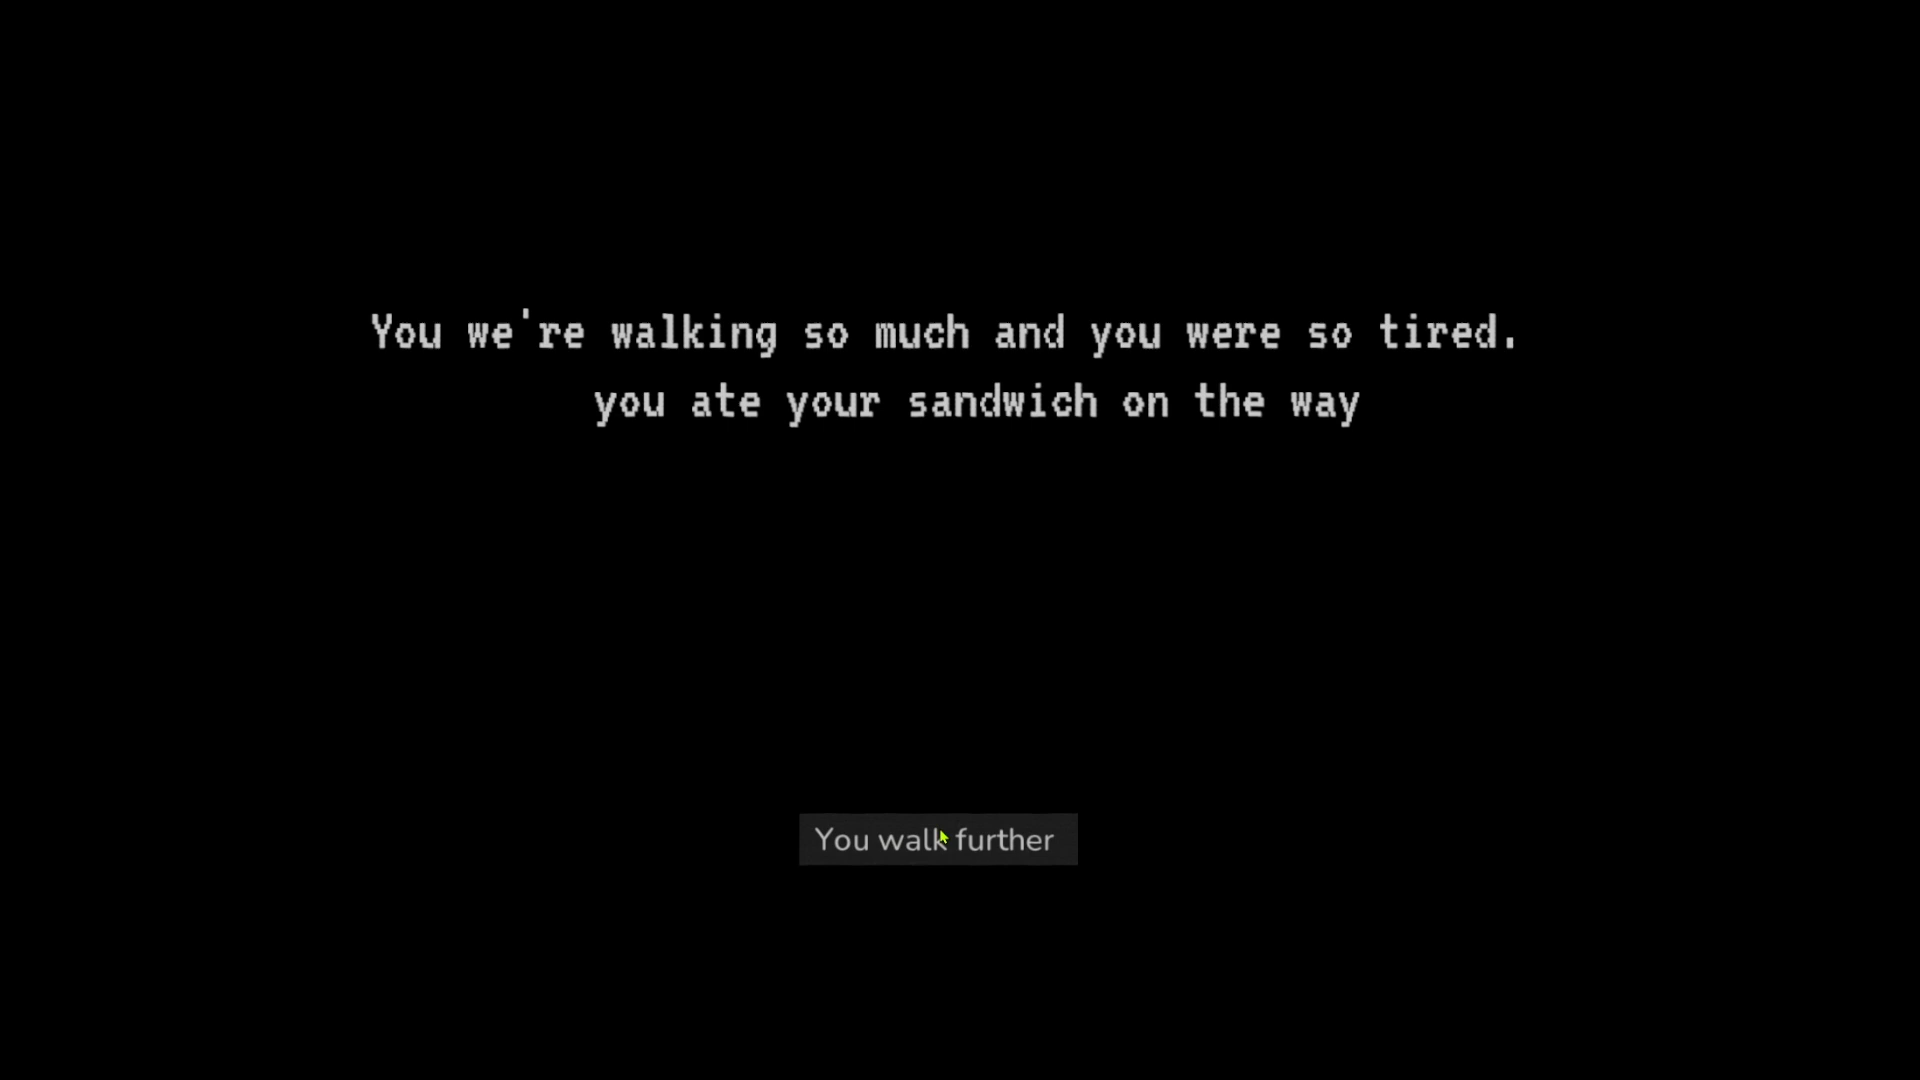 You we're walking so much and you were so tired.
you ate your sandwich on the way
You walk further